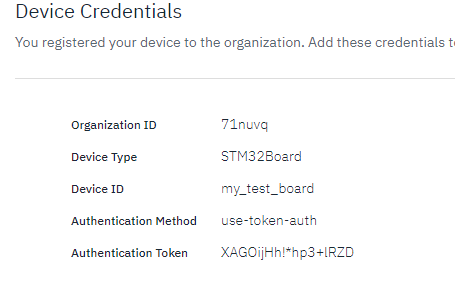 Device Credentials
You registered your device to the organization. Add these credentials t
Organization ID 71nuvq
Device Type STM32Board
Device ID my_test_board
Authentication Method use-token-auth
Authentication Token XAGOijHh!*hp3+lRZD